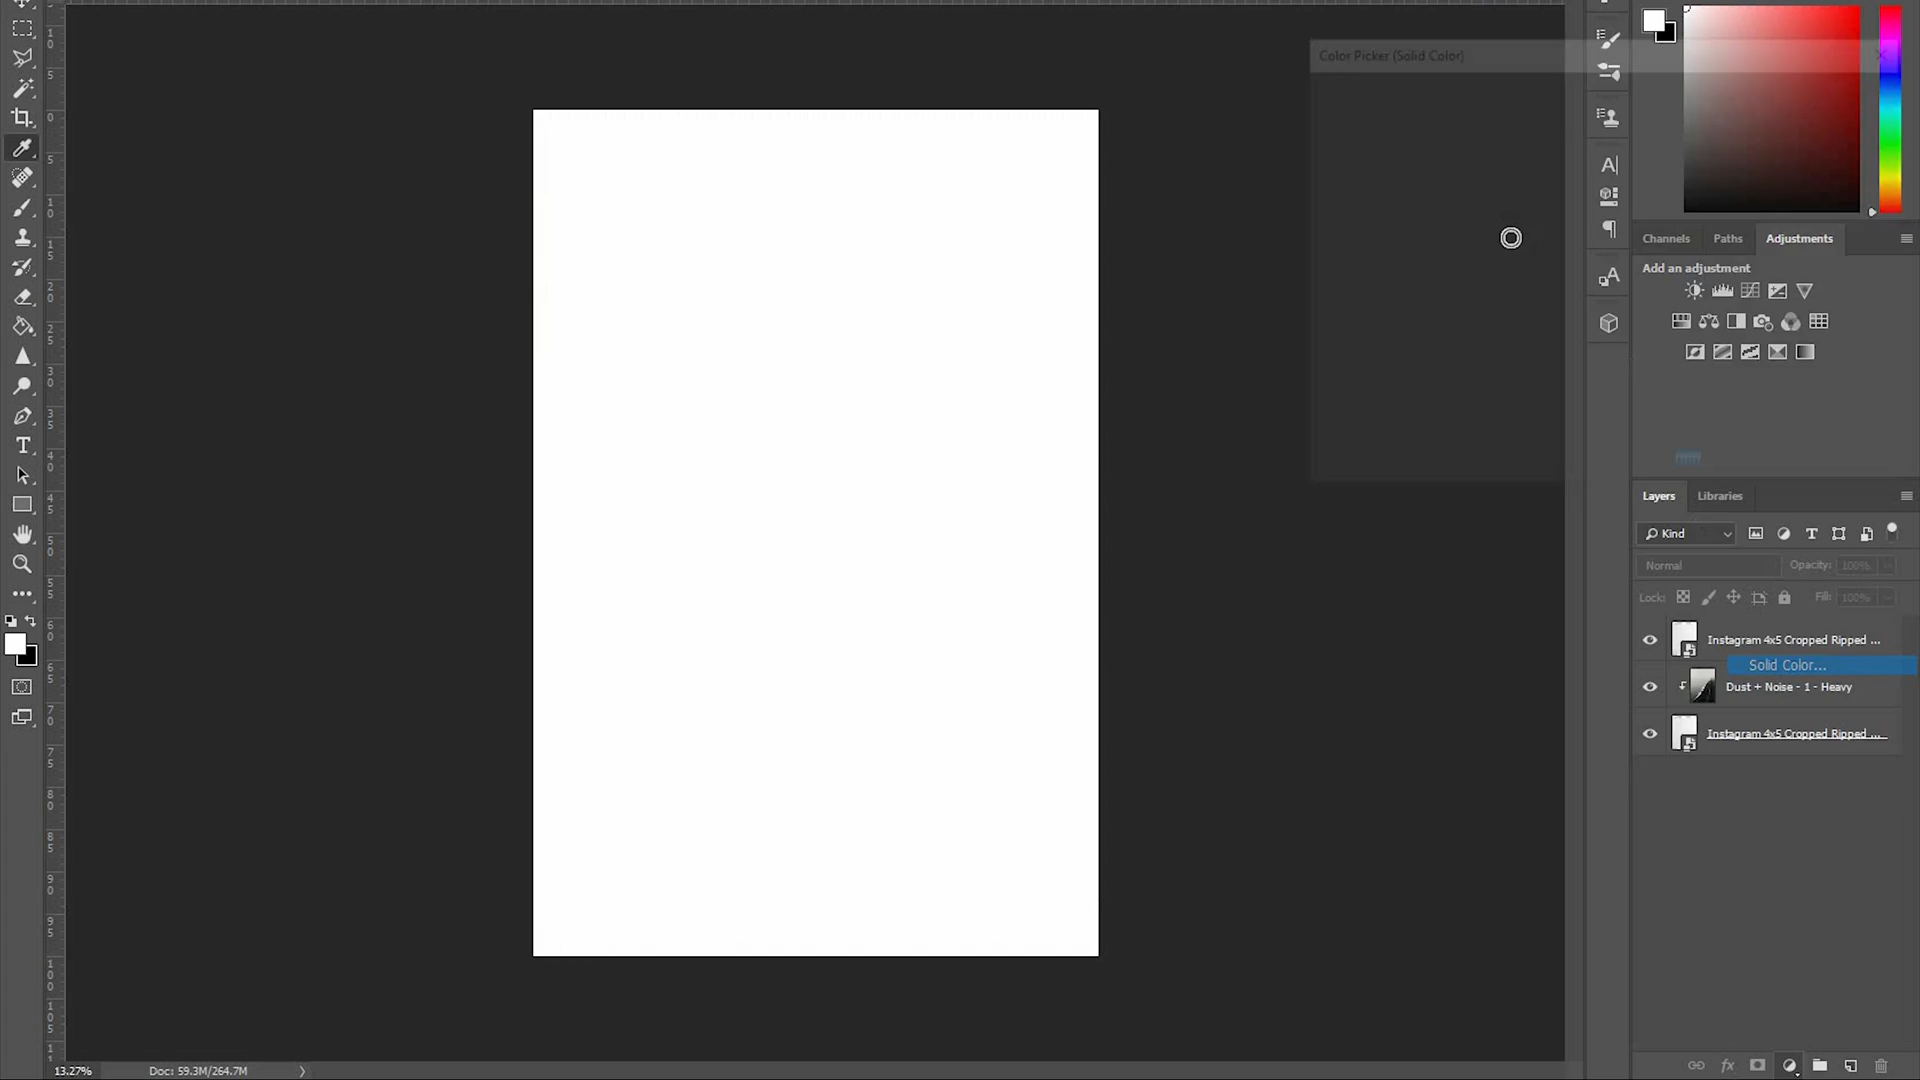 Color Picker (Solid Color)
Channels
Paths
Adjustments
Add an adjustment
Layers
Libraries
Kind
Normal
Opacity: 100%
Lock:
Fill: 100%
Instagram 4x5 Cropped Ripped ...
Solid Color...
Dust + Noise - 1 - Heavy
Instagram 4x5 Cropped Ripped ...
fx
13.27%
Doc: 59.3M/264.7M